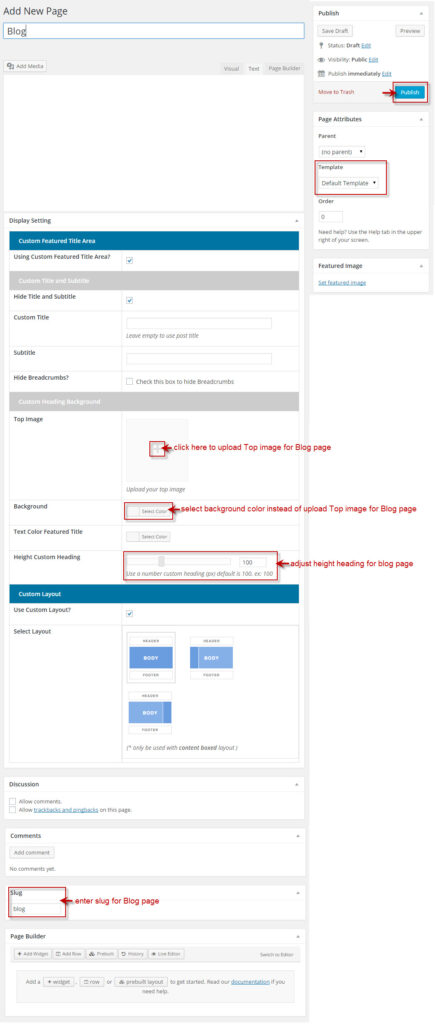 Add New Page
Blog
Add Media
Visual Text Page Builder
Display Setting
Custom Featured Title Area
Using Custom Featured Title Area?
Custom Title and Subtitle
Hide Title and Subtitle
Custom Title
Leave empty to use post title
Subtitle
Hide Breadcrumbs? Check this box to hide Breadcrumbs
Custom Heading Background
Top Image
click here to upload Top image for Blog page
Upload your top image
Background Select Color
select background color instead of upload Top image for Blog page
Text Color Featured Title Select Color
Height Custom Heading 100
adjust height heading for blog page
Use a number custom heading (px) default is 100. ex: 100
Custom Layout
Use Custom Layout?
Select Layout
HEADER HEADER
BODY BODY
FOOTER FOOTER
HEADER
BODY
FOOTER
(* only be used with content boxed layout.)
Discussion
Allow comments.
Allow trackbacks and pingbacks on this page.
Comments
Add comment
No comments yet.
Slug
blog
enter slug for Blog page
Page Builder
Add Widget Add Row Prebuilt History Live Editor Switch to Editor
Add a + widget , row or prebuilt layout to get started. Read our documentation if you
need help.
Publish
Save Draft Preview
Status: Draft Edit
Visibility: Public Edit
Publish immediately Edit
Move to Trash Publish
Page Attributes
Parent
(no parent)
Template
Default Template
Order
0
Need help? Use the Help tab in the upper
right of your screen.
Featured Image
Set featured image